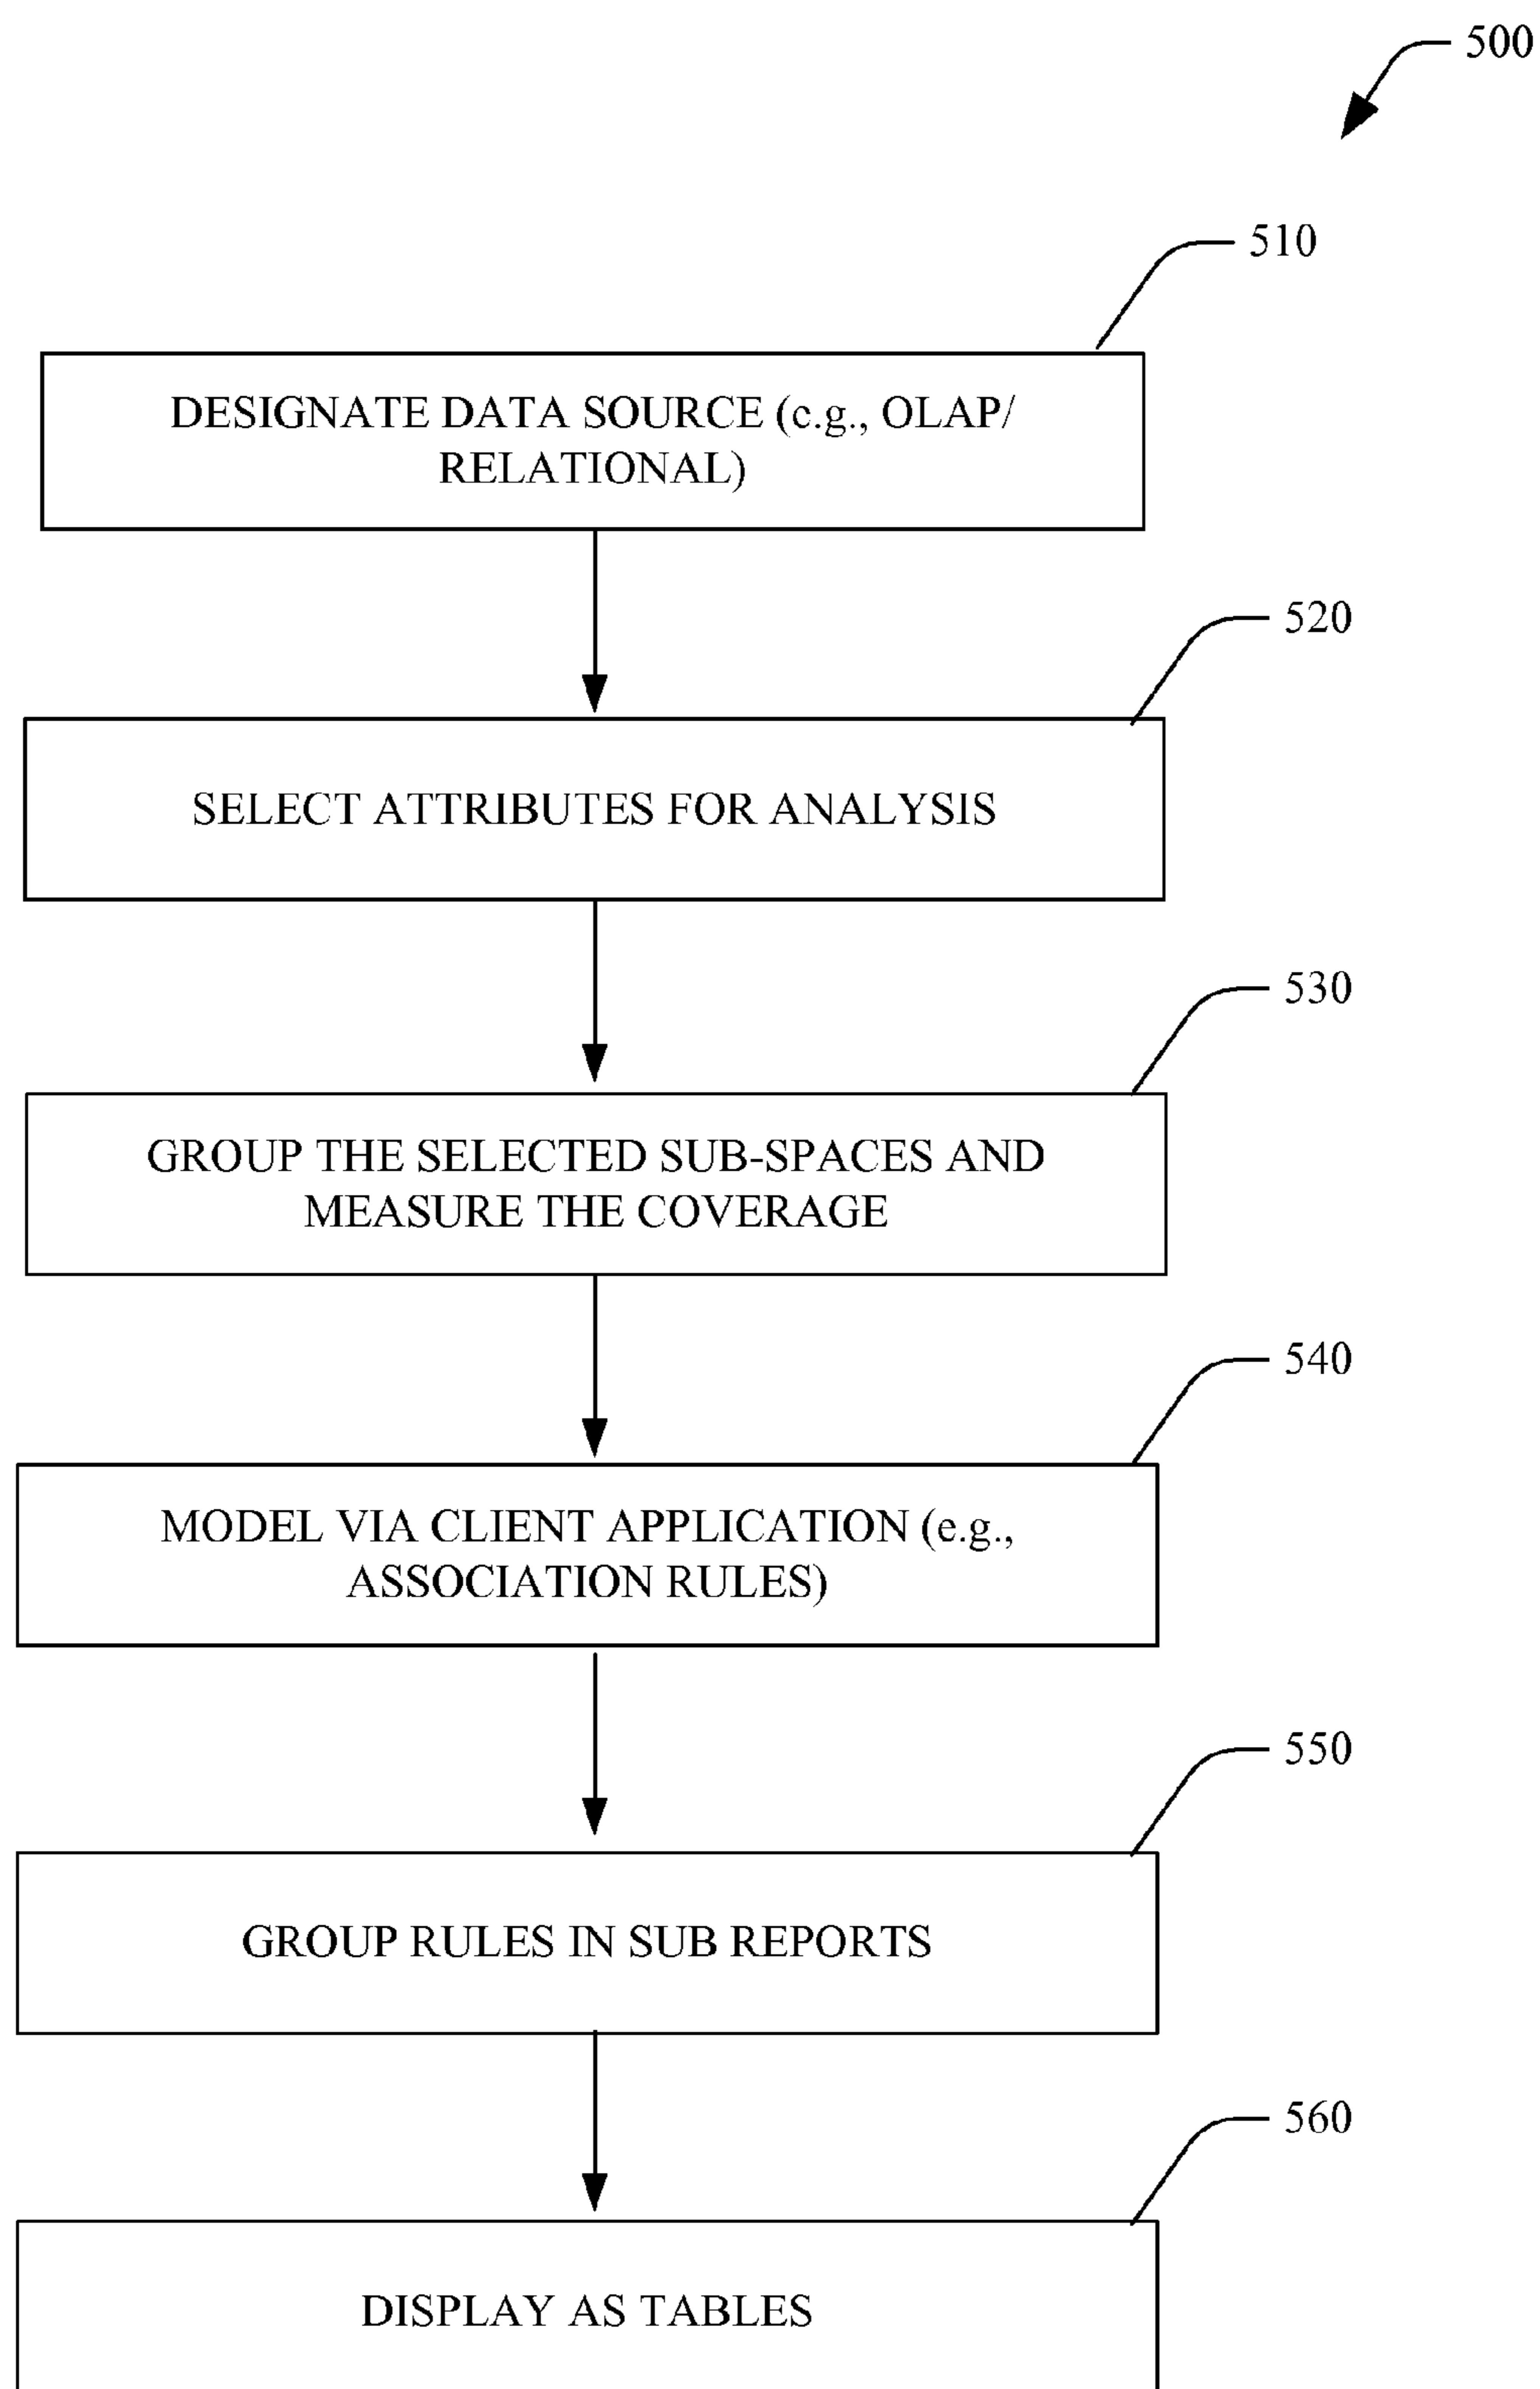 500
510
DESIGNATE DATA SOURCE (c.g., OLAP/
RELATIONAL)
520
SELECT ATTRIBUTES FOR ANALYSIS
530
GROUP THE SELECTED SUB-SPACES AND
MEASURE THE COVERAGE
540
MODEL VIA CLIENT APPLICATION (e.g.,
ASSOCIATION RULES)
550
GROUP RULES IN SUB REPORTS
560
DISPLAY AS TABLES